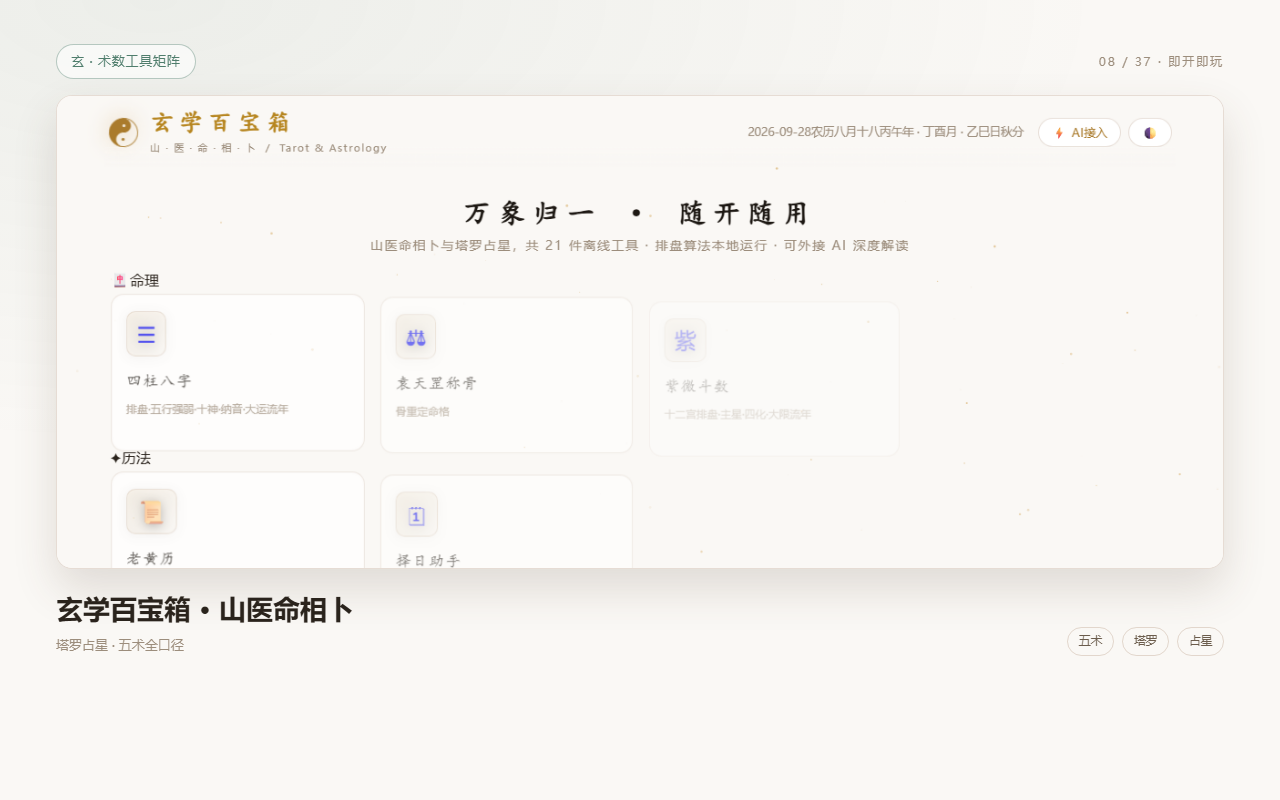 玄 · 术数工具矩阵
08 / 37 · 即开即玩
玄学百宝箱
山 · 医 · 命 · 相 · 卜 / Tarot & Astrology
2026-09-28农历八月十八丙午年 · 丁酉月 · 乙巳日秋分
AI接入
万象归一 • 随开随用
山医命相卜与塔罗占星，共 21 件离线工具 · 排盘算法本地运行 · 可外接 AI 深度解读
命理
四柱八字
排盘·五行强弱·十神·纳音·大运流年
袁天罡称骨
骨重定命格
紫
紫微斗数
十二宫排盘·主星·四化·大限流年
✦历法
老黄历
1
择日助手
玄学百宝箱 · 山医命相卜
塔罗占星 · 五术全口径
五术
塔罗
占星